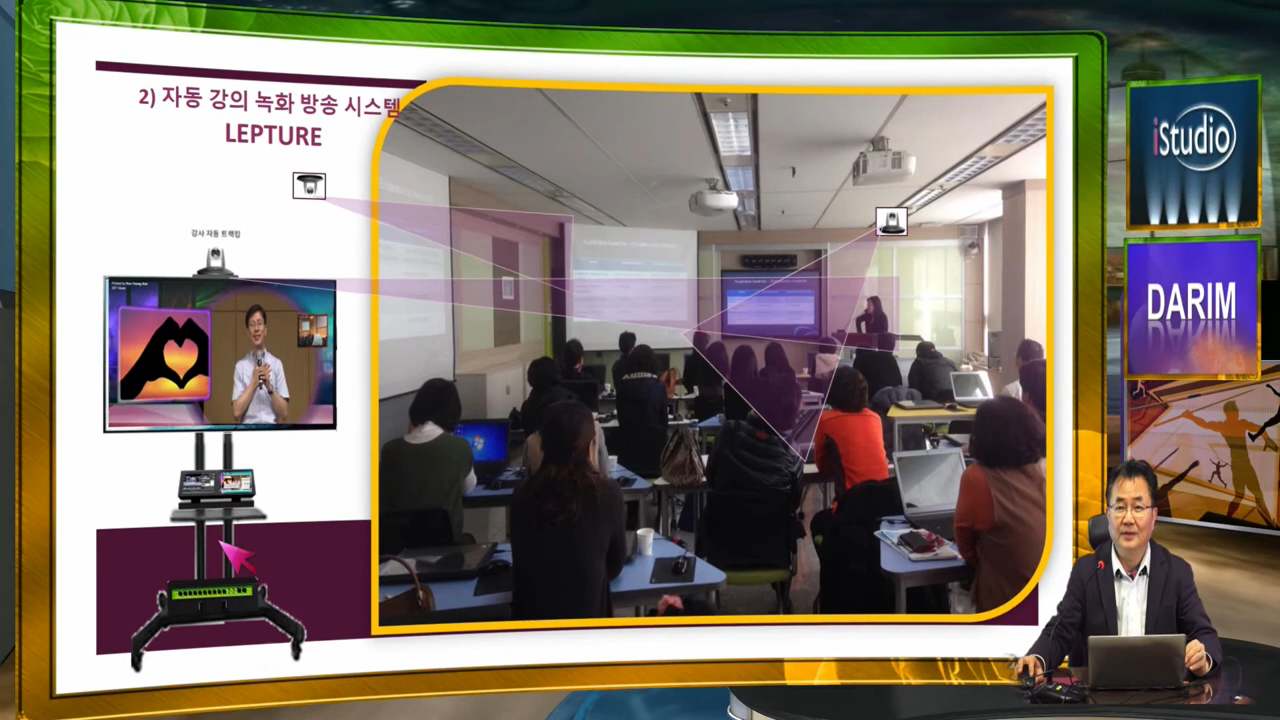 2) 자동 강의 녹화 방송 시스템
LEPTURE
강사 자동 트랙킹
iStudio
DARIM